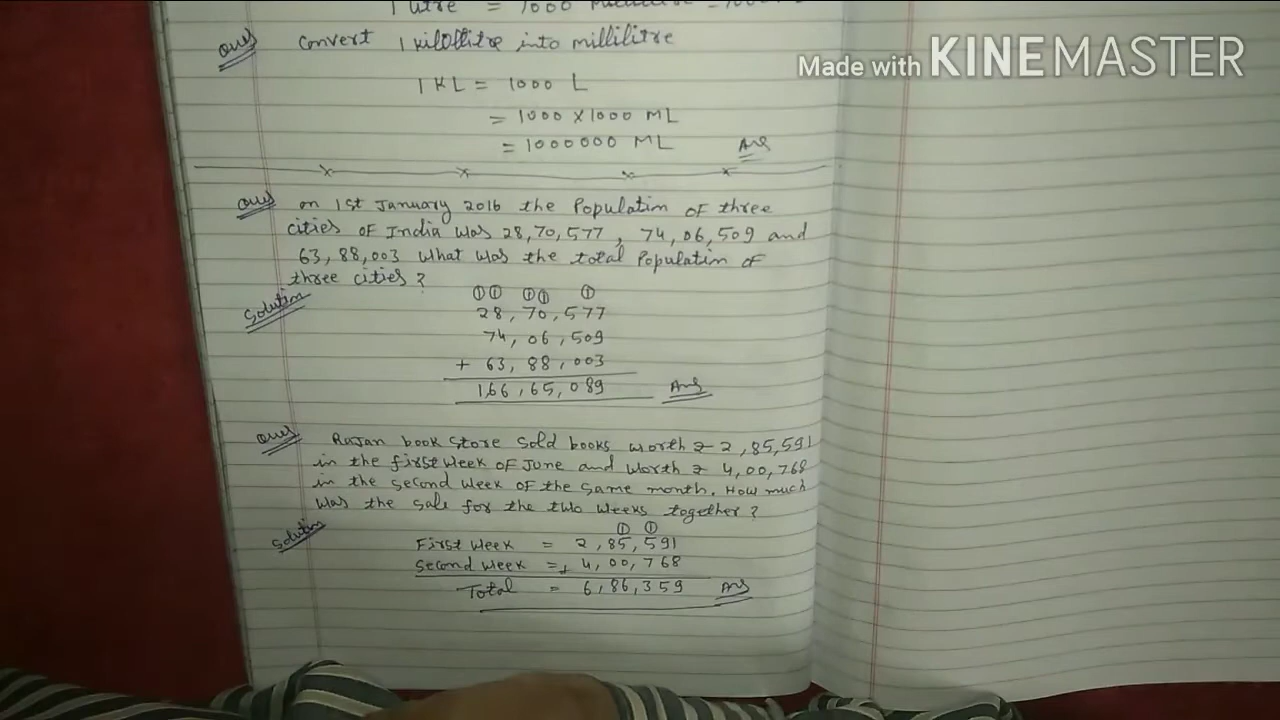 1 Litre = 1000
Made with KINEMASTER
Ques convert 1 kilolitre into millilitre
1 KL = 1000 L
= 1000 X 1000 ML
= 1000000 ML Ans
Ques on 1st January 2016 the Population of three
cities of India was 28,70,577 , 74,06,509 and
63,88,003 what was the total Population of
three cities ?
Solution
① ① ① ① ①
28,70,577
74,06,509
+ 63,88,003
1,66,65,089 Ans
Ques Rajan book store sold books worth ₹ 2,85,591
in the first week of June and worth ₹ 4,00,768
in the second week of the same month. How much
was the sale for the two weeks together ?
Solution
① ①
First week = 2,85,591
Second week = + 4,00,768
Total = 6,86,359 Ans